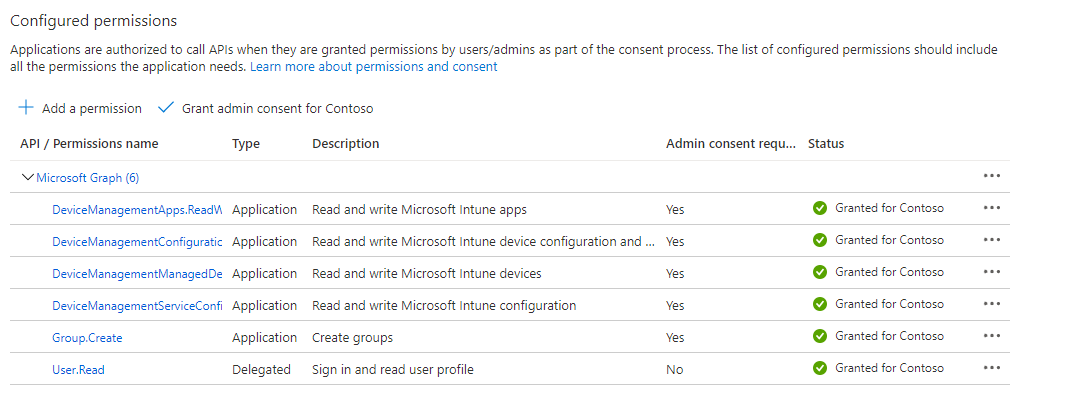 Configured permissions
Applications are authorized to call APIs when they are granted permissions by users/admins as part of the consent process. The list of configured permissions should include
all the permissions the application needs. Learn more about permissions and consent
Add a permission Grant admin consent for Contoso
API / Permissions name Type Description Admin consent requ... Status
Microsoft Graph (6) •••
DeviceManagementApps.ReadW Application Read and write Microsoft Intune apps Yes Granted for Contoso •••
DeviceManagementConfiguratic Application Read and write Microsoft Intune device configuration and ... Yes Granted for Contoso •••
DeviceManagementManagedDe Application Read and write Microsoft Intune devices Yes Granted for Contoso •••
DeviceManagementServiceConfi Application Read and write Microsoft Intune configuration Yes Granted for Contoso •••
Group.Create Application Create groups Yes Granted for Contoso •••
User.Read Delegated Sign in and read user profile No Granted for Contoso •••